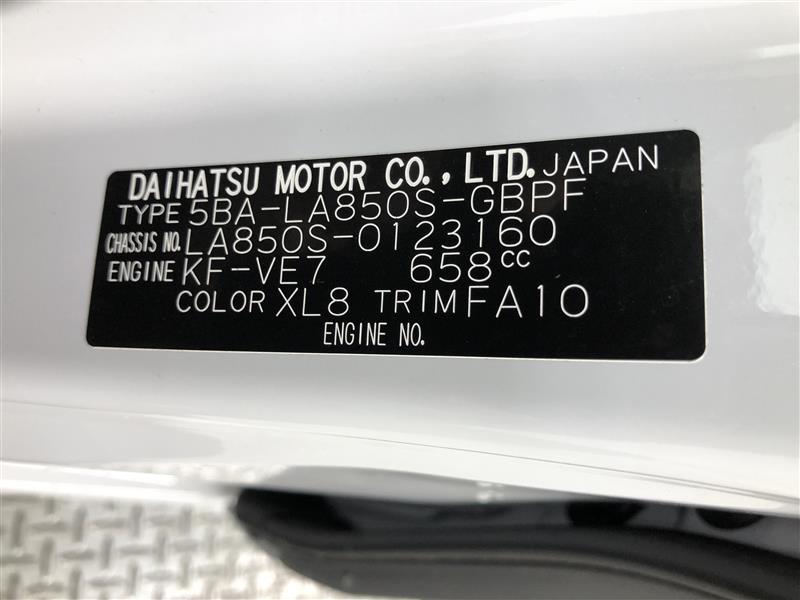 DAIHATSU MOTOR CO., LTD. JAPAN
TYPE 5BA-LA850S-GBPF
CHASSIS NO. LA850S-0123160
ENGINE KF-VE7 658cc
COLOR XL8 TRIM FA10
ENGINE NO.